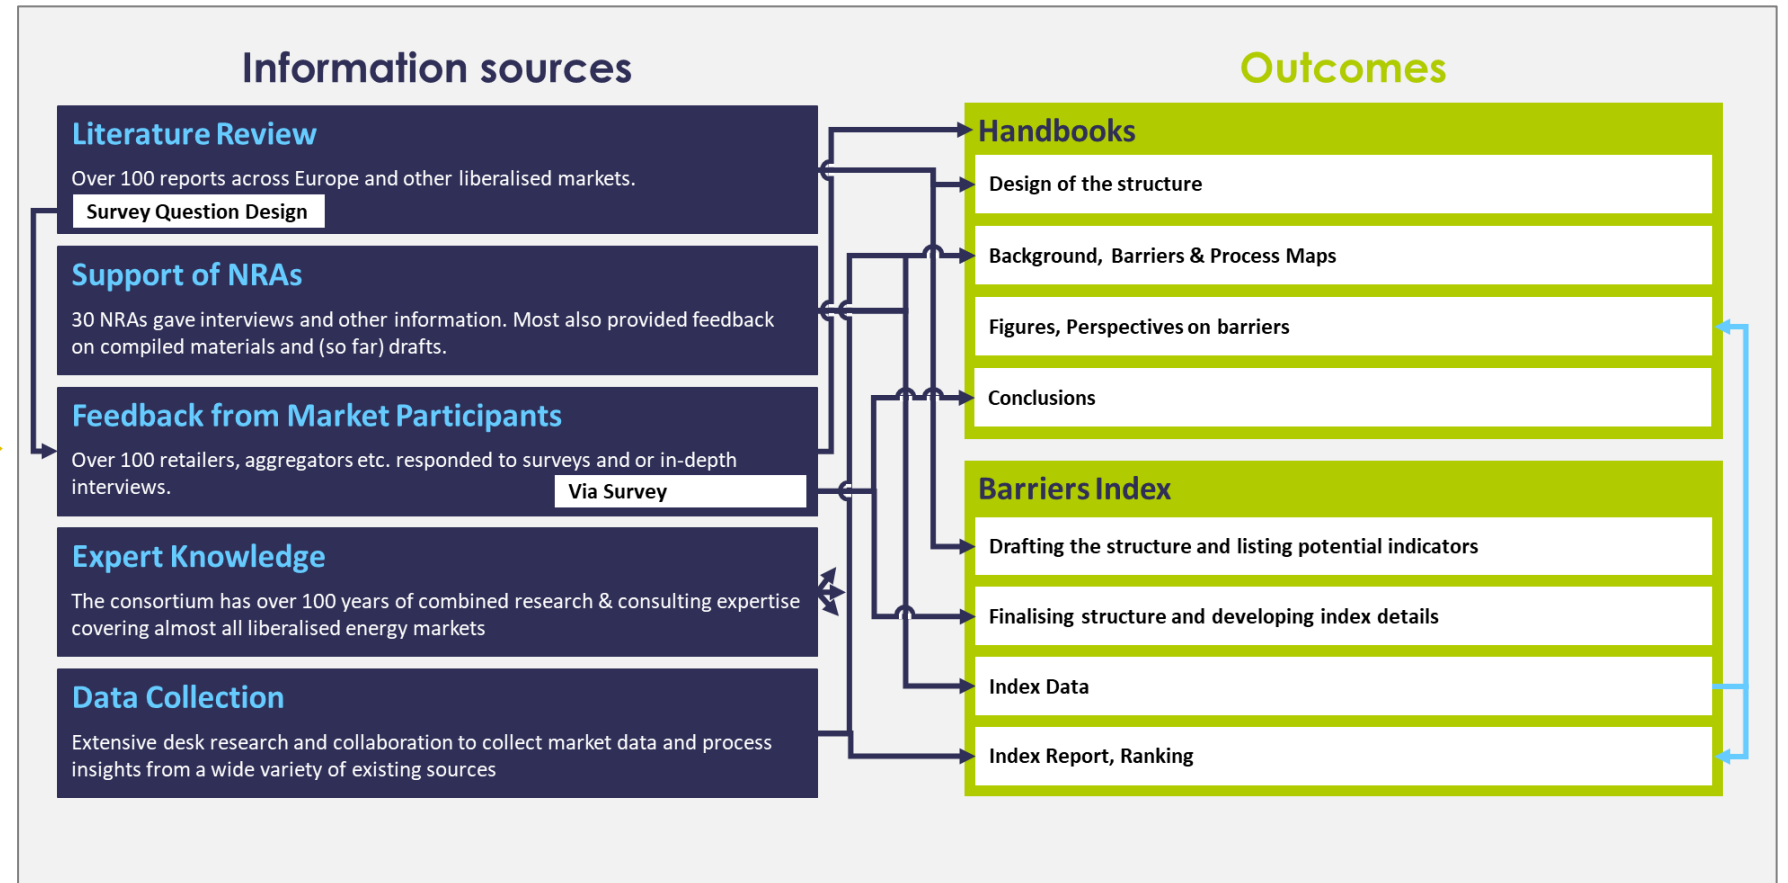 Information sources
Literature Review
Over 100 reports across Europe and other liberalised markets.
Survey Question Design
Support of NRAs
30 NRAs gave interviews and other information. Most also provided feedback
on compiled materials and (so far) drafts.
Feedback from Market Participants
Over 100 retailers, aggregators etc. responded to surveys and or in-depth
interviews.
Via Survey
Expert Knowledge
The consortium has over 100 years of combined research & consulting expertise
covering almost all liberalised energy markets
Data Collection
Extensive desk research and collaboration to collect market data and process
insights from a wide variety of existing sources
Outcomes
Handbooks
Design of the structure
Background, Barriers & Process Maps
Figures, Perspectives on barriers
Conclusions
Barriers Index
Drafting the structure and listing potential indicators
Finalising structure and developing index details
Index Data
Index Report, Ranking